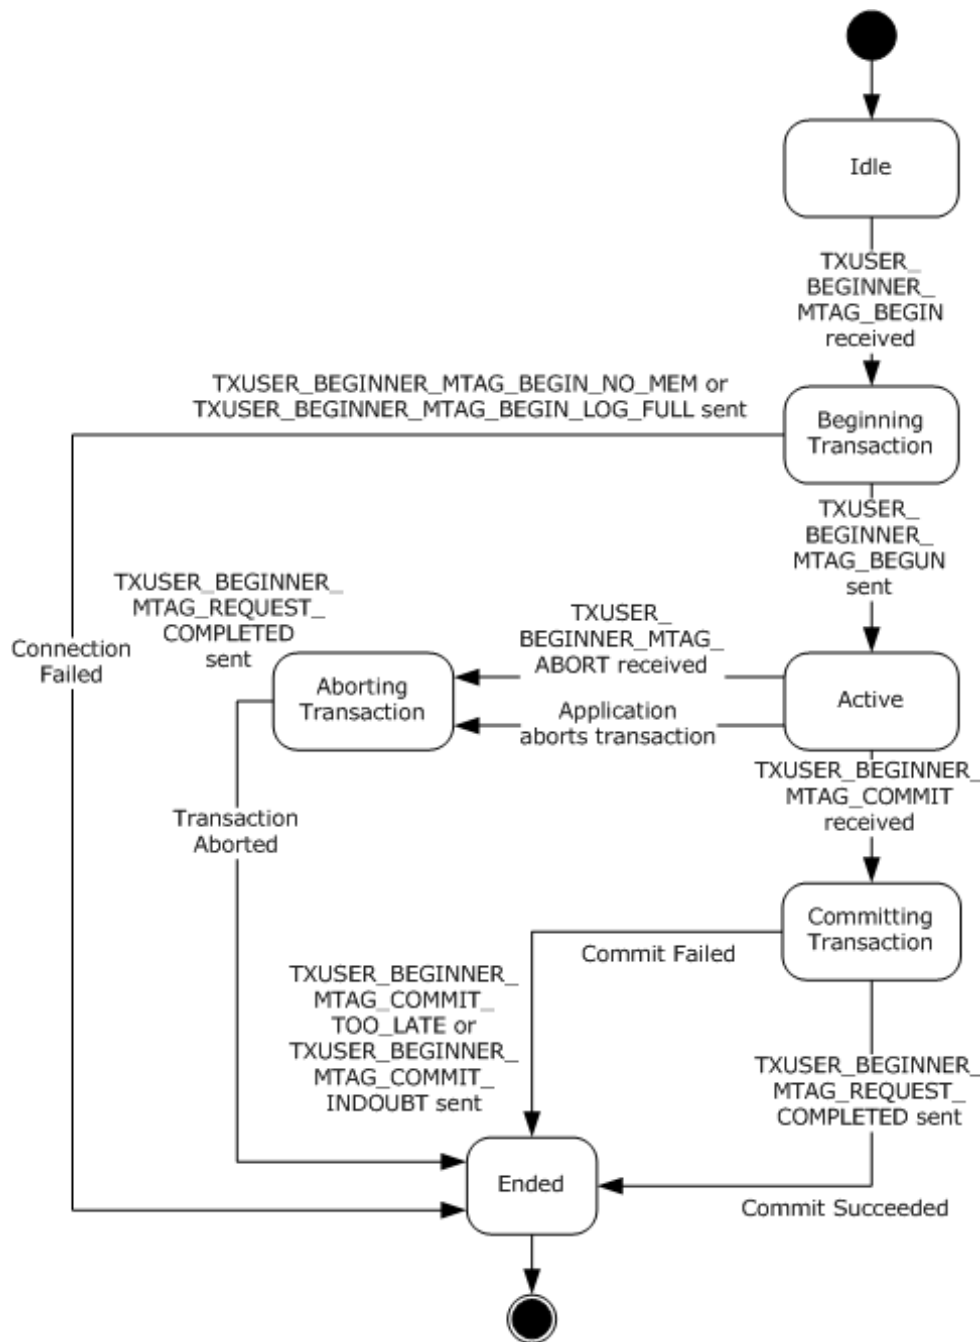 Idle
TXUSER_
BEGINNER_
MTAG_BEGIN
received
TXUSER_BEGINNER_MTAG_BEGIN_NO_MEM or
TXUSER_BEGINNER_MTAG_BEGIN_LOG_FULL sent
Beginning
Transaction
TXUSER_
BEGINNER_
MTAG_BEGUN
sent
TXUSER_BEGINNER_
MTAG_REQUEST_
COMPLETED
sent
Connection
Failed
TXUSER_
BEGINNER_MTAG_
ABORT received
Aborting
Transaction
Application
aborts transaction
Active
TXUSER_BEGINNER_
MTAG_COMMIT
received
Transaction
Aborted
Committing
Transaction
Commit Failed
TXUSER_BEGINNER_
MTAG_COMMIT_
TOO_LATE or
TXUSER_BEGINNER_
MTAG_COMMIT_
INDOUBT sent
TXUSER_BEGINNER_
MTAG_REQUEST_
COMPLETED sent
Ended
Commit Succeeded